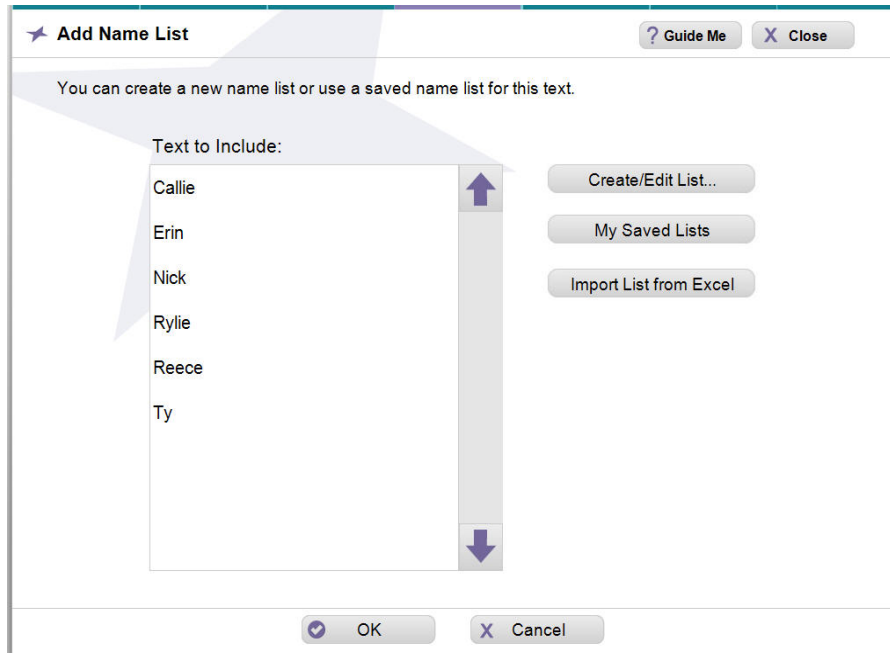 Add Name List
? Guide Me
X Close
You can create a new name list or use a saved name list for this text.
Text to Include:
Callie
Erin
Nick
Rylie
Reece
Ty
Create/Edit List...
My Saved Lists
Import List from Excel
OK
X Cancel